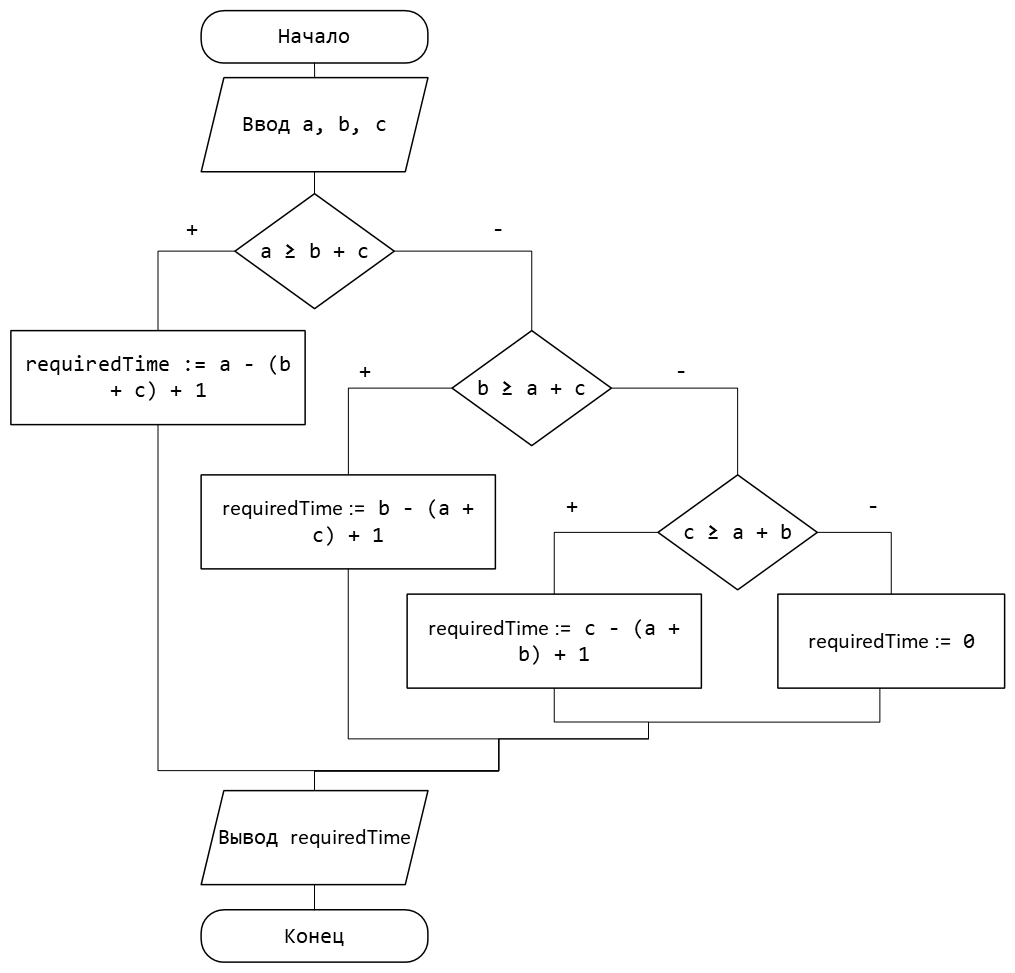 Начало
Ввод a, b, c
+
-
a ≥ b + c
requiredTime := a - (b
+ c) + 1
+
-
b ≥ a + c
requiredTime := b - (a +
c) + 1
+
-
c ≥ a + b
requiredTime := c - (a +
b) + 1
requiredTime := 0
Вывод requiredTime
Конец